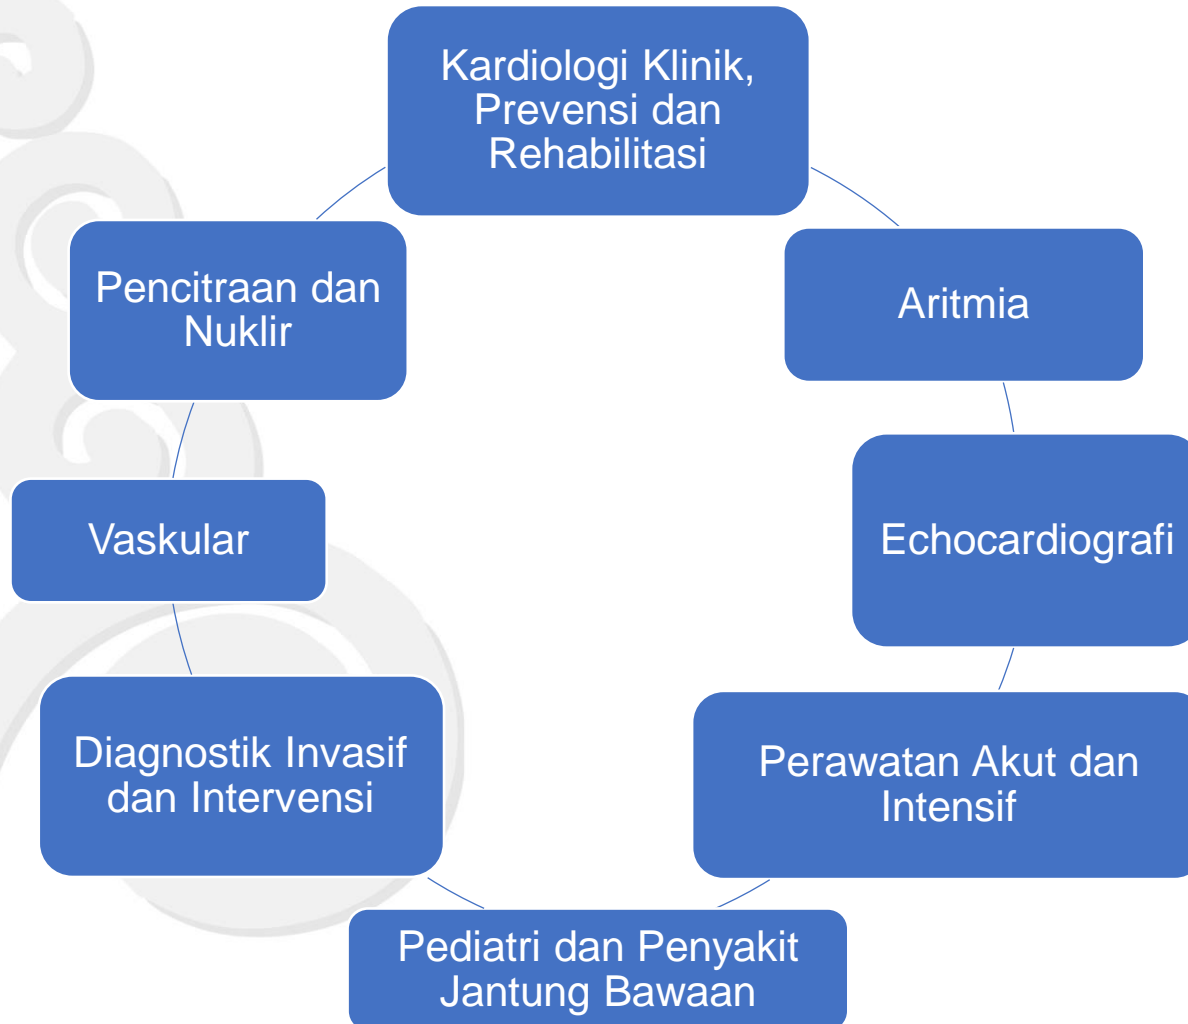 Kardiologi Klinik,
Prevensi dan
Rehabilitasi
Aritmia
Echocardiografi
Perawatan Akut dan
Intensif
Pediatri dan Penyakit
Jantung Bawaan
Diagnostik Invasif
dan Intervensi
Vaskular
Pencitraan dan
Nuklir